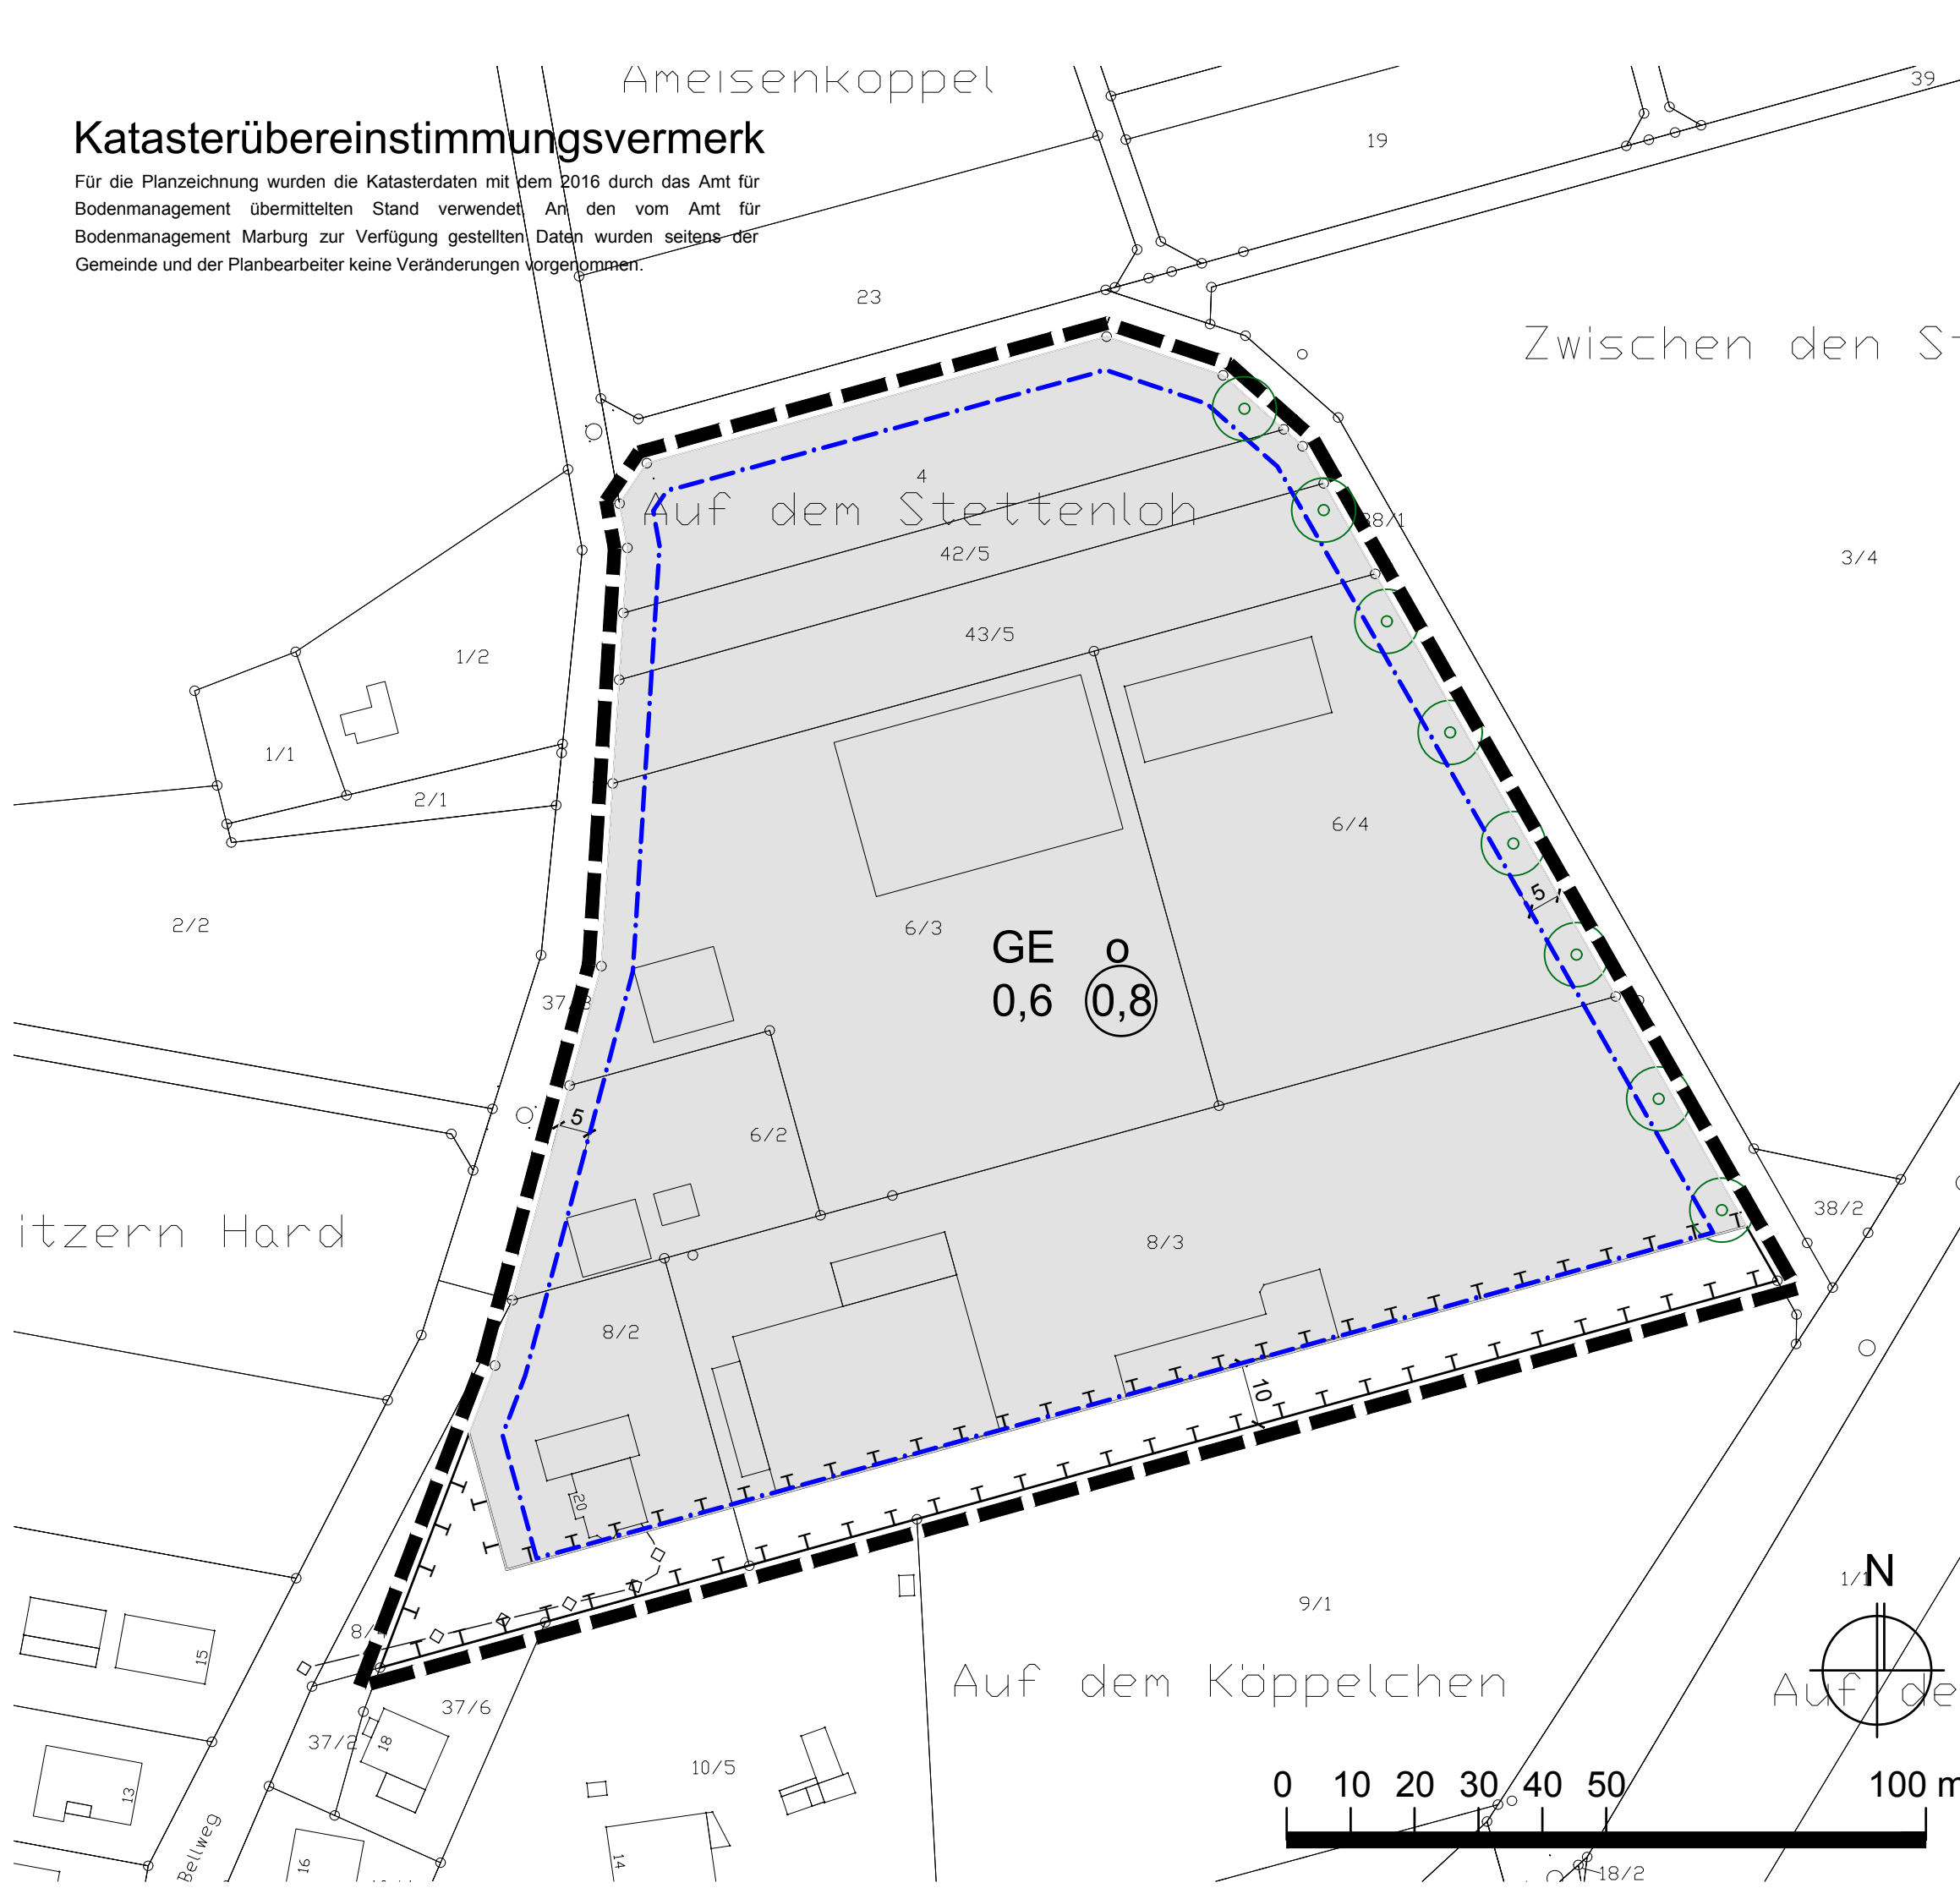 Ameisenkoppel
39
Katasterübereinstimmungsvermerk
19
Für die Planzeichnung wurden die Katasterdaten mit dem 2016 durch das Amt für
Bodenmanagement übermittelten Stand verwendet. An den vom Amt für
Bodenmanagement Marburg zur Verfügung gestellten Daten wurden seitens der
Gemeinde und der Planbearbeiter keine Veränderungen vorgenommen.
23
Zwischen den St
4
Auf dem Stettenloh
38/1
42/5
3/4
43/5
1/2
1/1
2/1
6/4
5
2/2
6/3
GE o
0,6 0,8
37/3
5
6/2
38/2
itzern Hard
8/3
8/2
10
20
N
1/1
9/1
15
Auf dem Köppelchen
Auf de
37/6
37/2
18
10/5
0 10 20 30 40 50 100 m
13
Bellweg
16
14
18/2